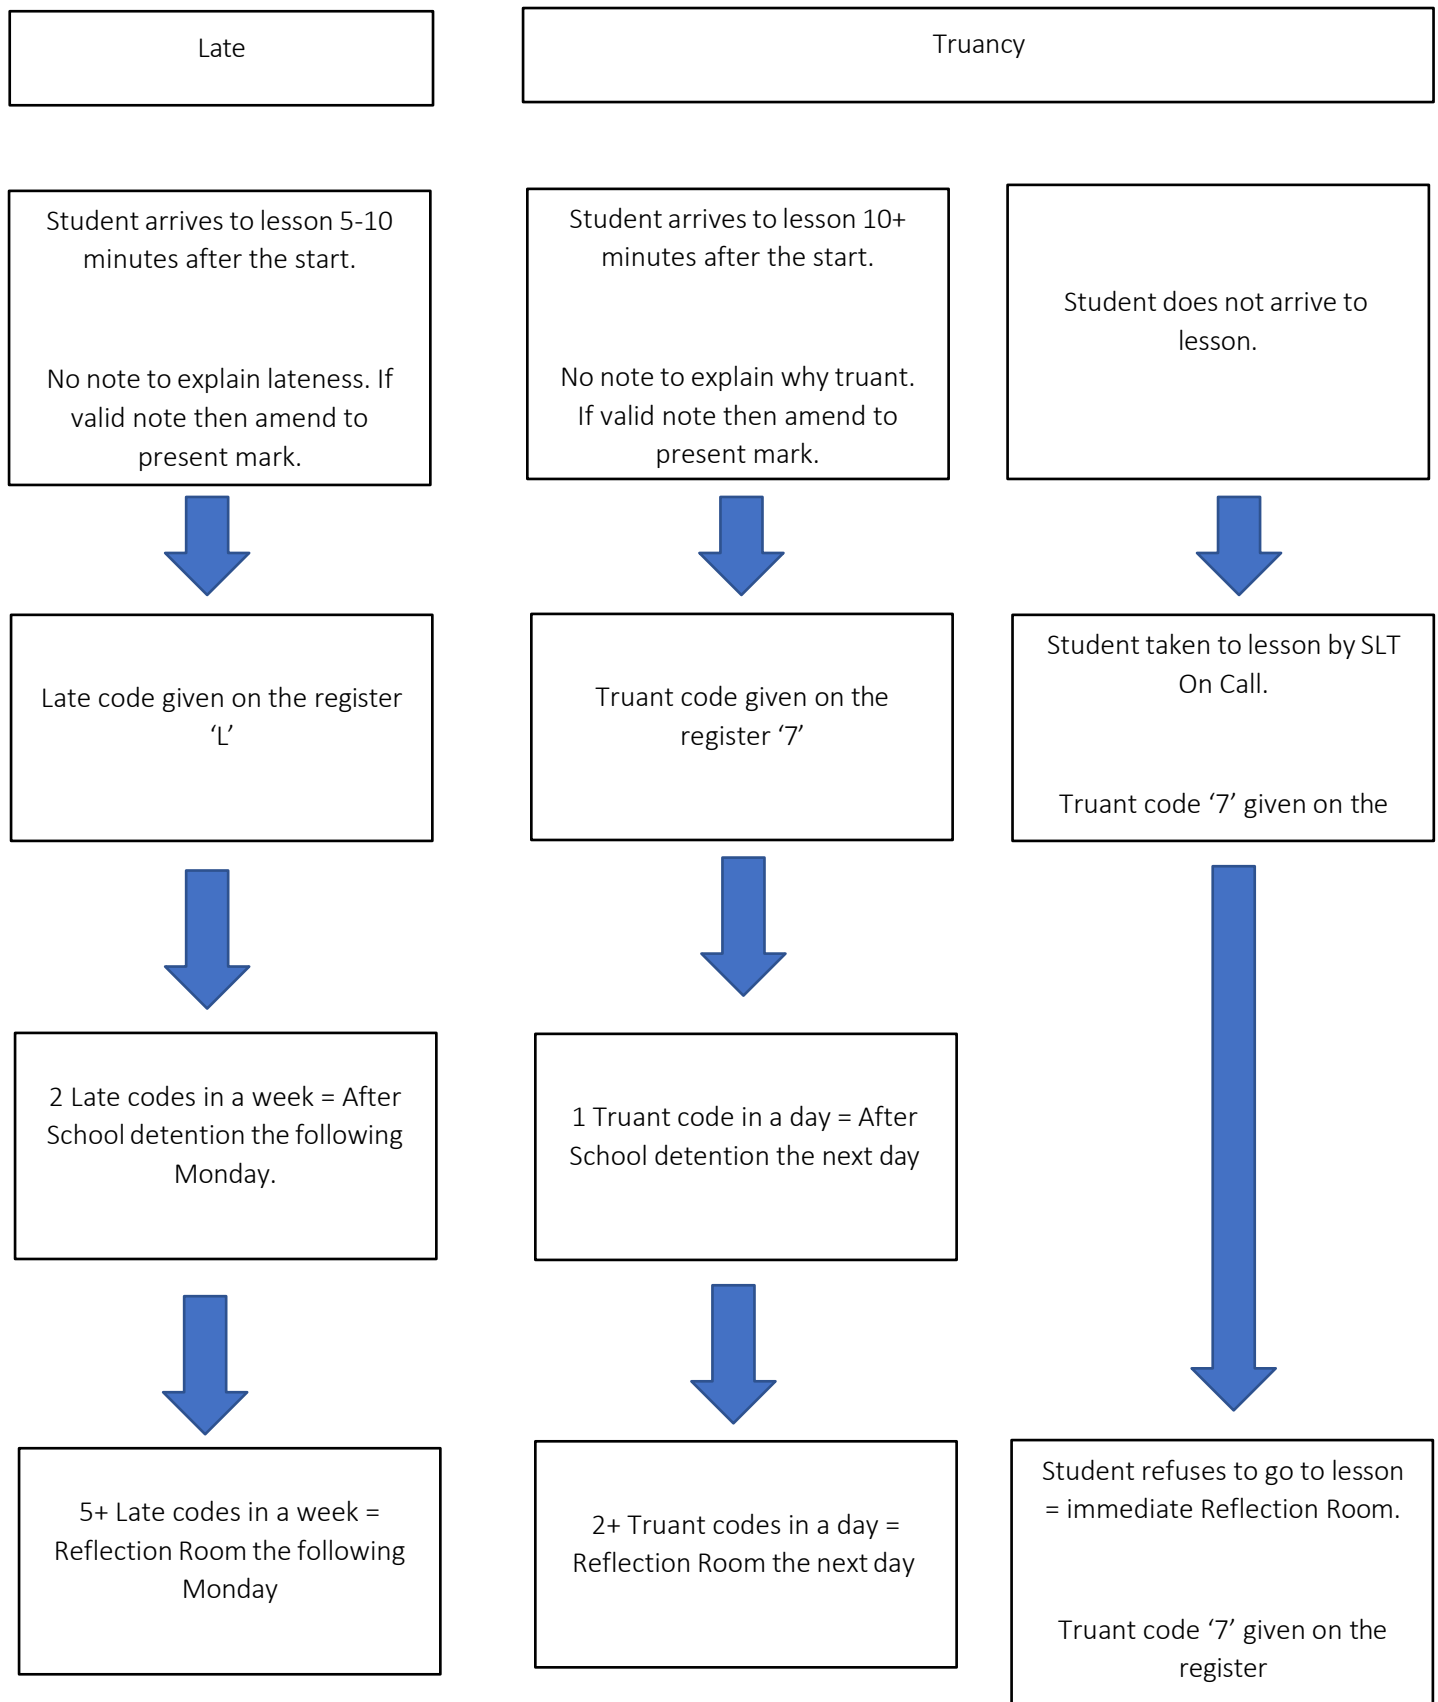 Late
Truancy
Student arrives to lesson 5-10
minutes after the start.
No note to explain lateness. If
valid note then amend to
present mark.
Student arrives to lesson 10+
minutes after the start.
No note to explain why truant.
If valid note then amend to
present mark.
Student does not arrive to
lesson.
Late code given on the register
‘L’
Truant code given on the
register ‘7’
Student taken to lesson by SLT
On Call.
Truant code ‘7’ given on the
2 Late codes in a week = After
School detention the following
Monday.
1 Truant code in a day = After
School detention the next day
5+ Late codes in a week =
Reflection Room the following
Monday
2+ Truant codes in a day =
Reflection Room the next day
Student refuses to go to lesson
= immediate Reflection Room.
Truant code ‘7’ given on the
register